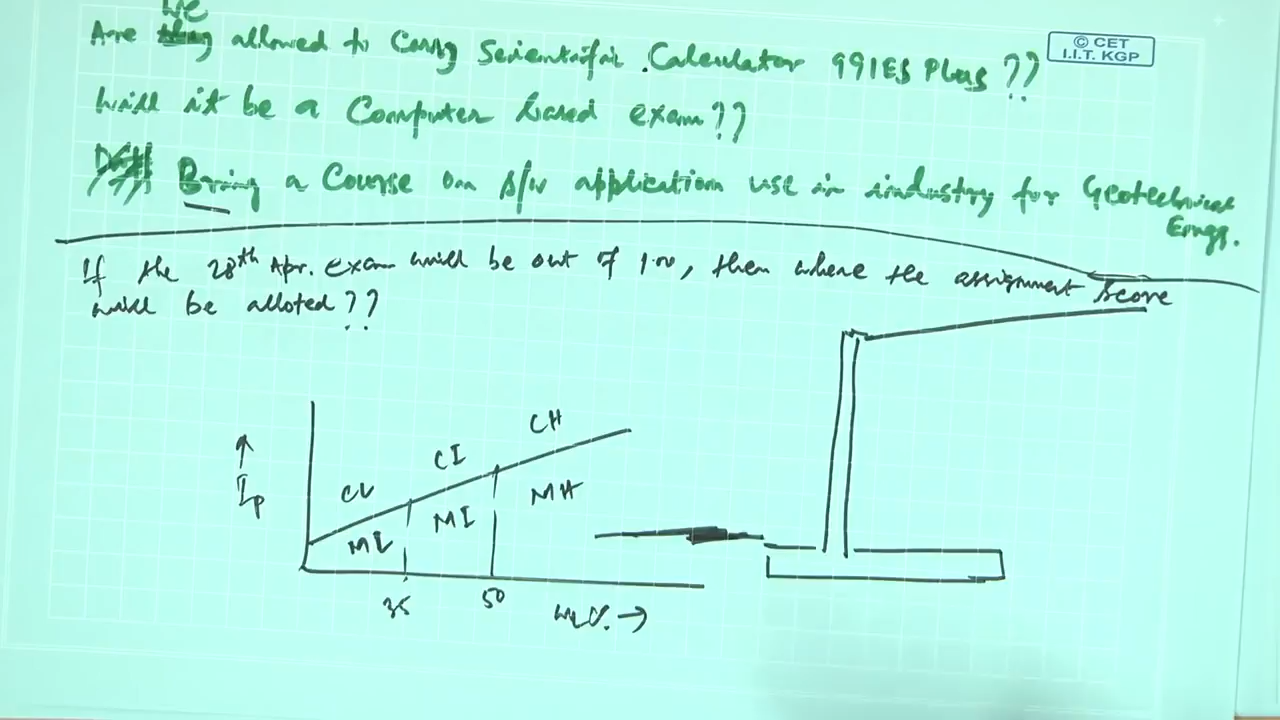 we
Are they allowed to Carry Scientific Calculator 991ES Plus ??
© CET
I.I.T. KGP
Will it be a Computer based exam??
Bring a Course on S/W application use in industry for Geotechnical
Engg.
If the 28th Apr. exam will be out of 100, then where the assignment Score
will be alloted??
CH
CI
CL
Ip
MH
MI
ML
35
50
WL%.